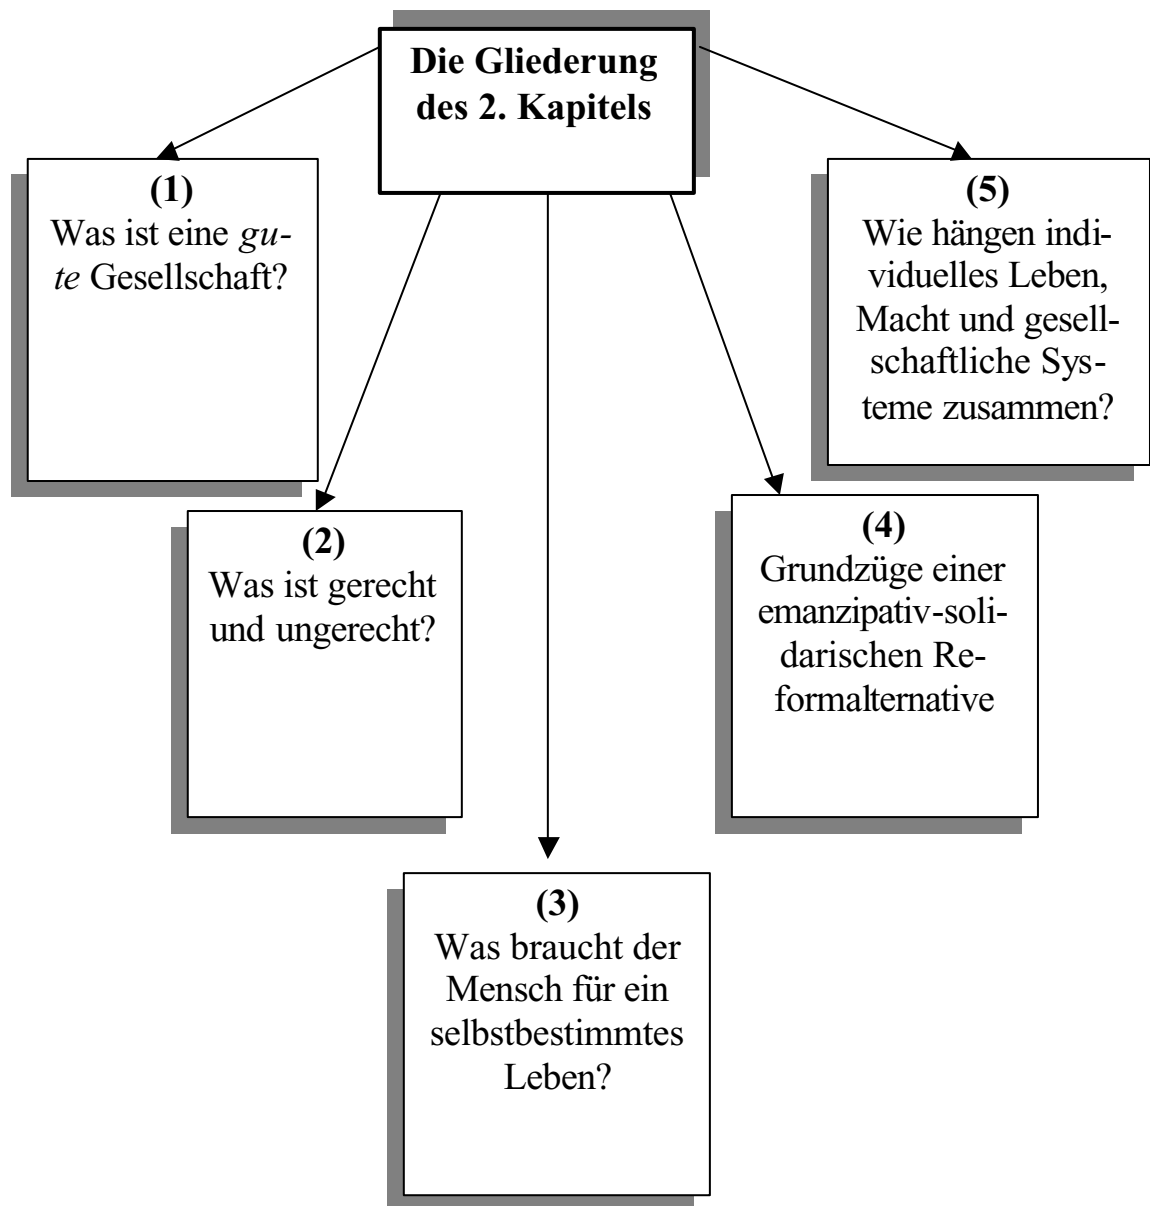 Die Gliederung
des 2. Kapitels
(1)
Was ist eine gu-
te Gesellschaft?
(2)
Was ist gerecht
und ungerecht?
(3)
Was braucht der
Mensch für ein
selbstbestimmtes
Leben?
(4)
Grundzüge einer
emanzipativ-soli-
darischen Re-
formalternative
(5)
Wie hängen indi-
viduelles Leben,
Macht und gesell-
schaftliche Sys-
teme zusammen?